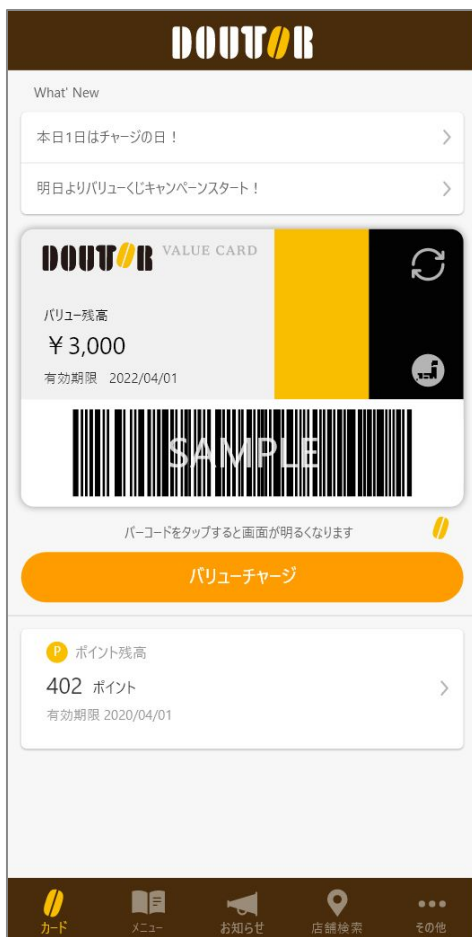 DOUTOR
What' New
本日1日はチャージの日！
明日よりバリューくじキャンペーンスタート！
DOUTOR VALUE CARD
バリュー残高
￥3,000
有効期限 2022/04/01
SAMPLE
バーコードをタップすると画面が明るくなります
バリューチャージ
P ポイント残高
402 ポイント
有効期限 2020/04/01
カード メニュー お知らせ 店舗検索 その他